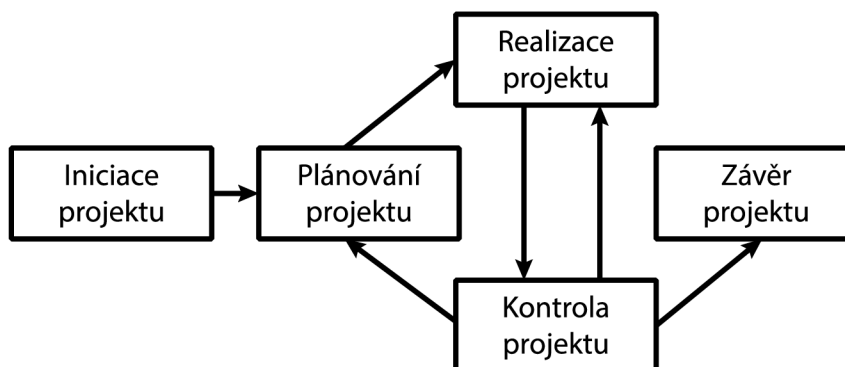 Realizace
projektu
Iniciace
projektu
Plánování
projektu
Závěr
projektu
Kontrola
projektu